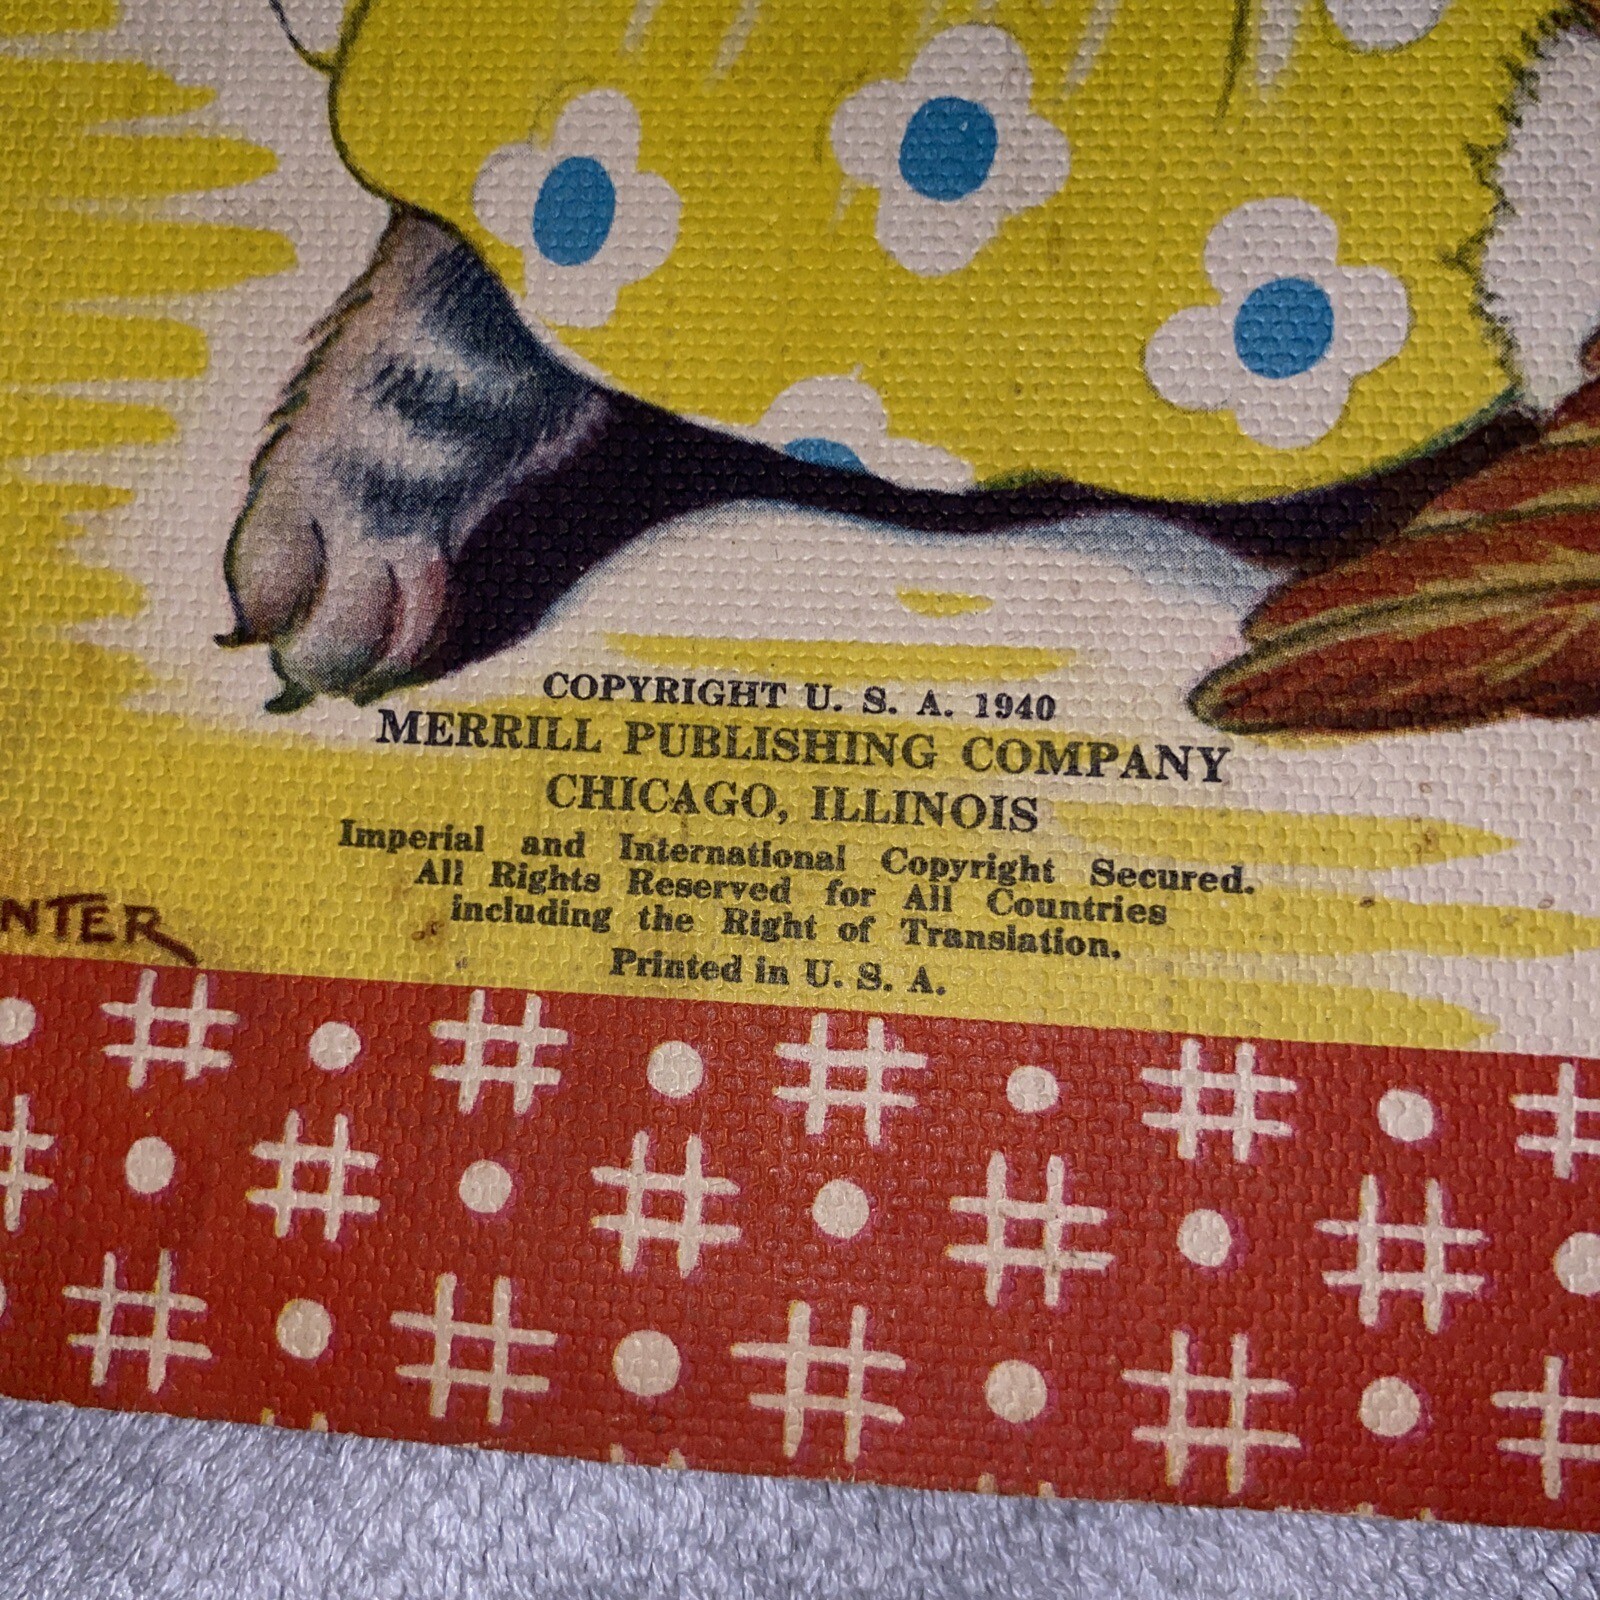 COPYRIGHT U. S. A. 1940
MERRILL PUBLISHING COMPANY
CHICAGO, ILLINOIS
Imperial and International Copyright Secured.
All Rights Reserved for All Countries
including the Right of Translation.
NTER
Printed in U. S. A.